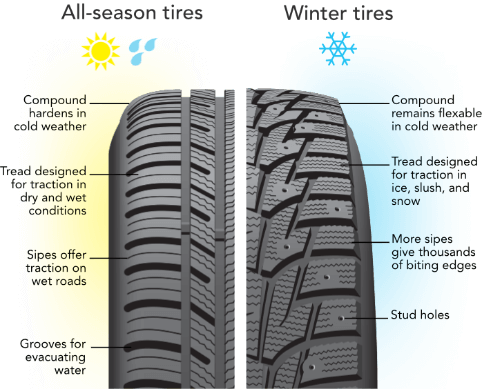 All-season tires
Winter tires
Compound
hardens in
cold weather
Tread designed
for traction in
dry and wet
conditions
Sipes offer
traction on
wet roads
Grooves for
evacuating
water
Compound
remains flexable
in cold weather
Tread designed
for traction in
ice, slush, and
snow
More sipes
give thousands
of biting edges
Stud holes